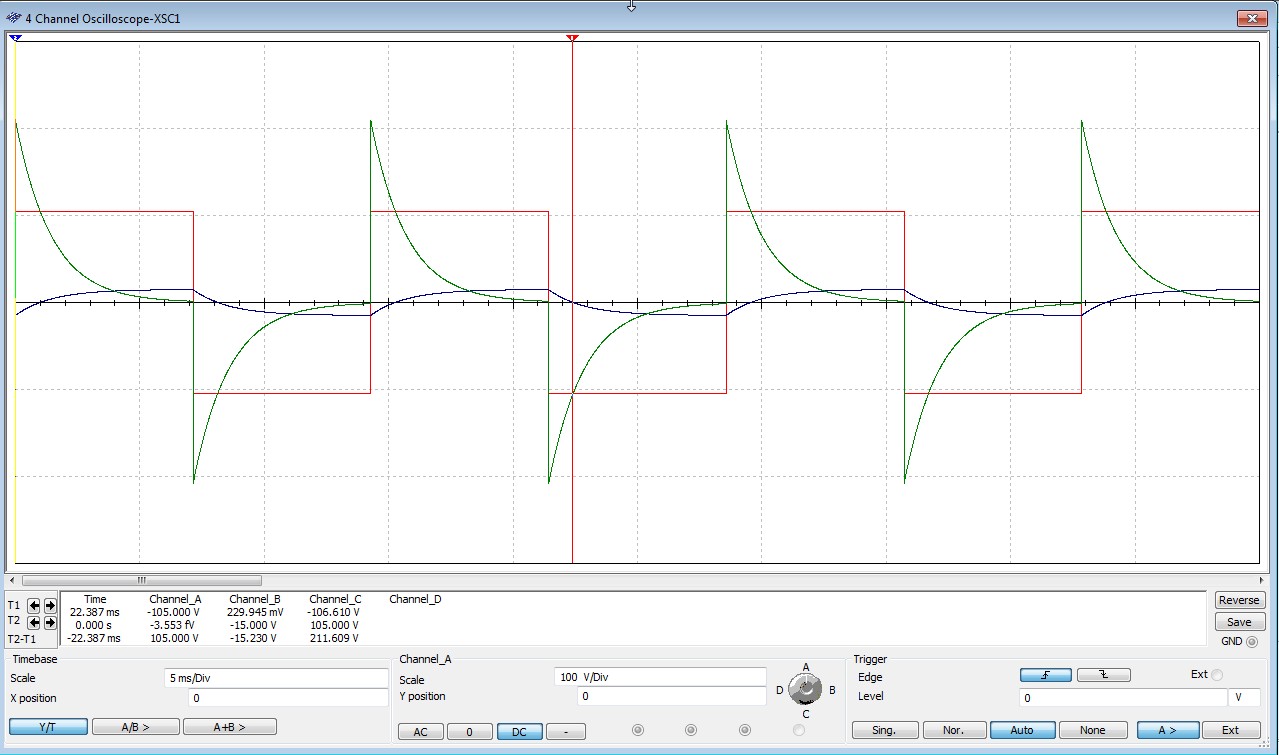 4 Channel Oscilloscope-XSC1
Time Channel_A Channel_B Channel_C Channel_D
T1 22.387 ms -105.000 V 229.945 mV -106.610 V
T2 0.000 s -3.553 fV -15.000 V 105.000 V
T2-T1 -22.387 ms 105.000 V -15.230 V 211.609 V
Reverse
Save
GND
Timebase
Scale 5 ms/Div
X position 0
Y/T A/B > A+B >
Channel_A
Scale 100 V/Div
Y position 0
AC 0 DC -
A
D B
C
Trigger
Edge Ext
Level 0 V
Sing. Nor. Auto None A > Ext